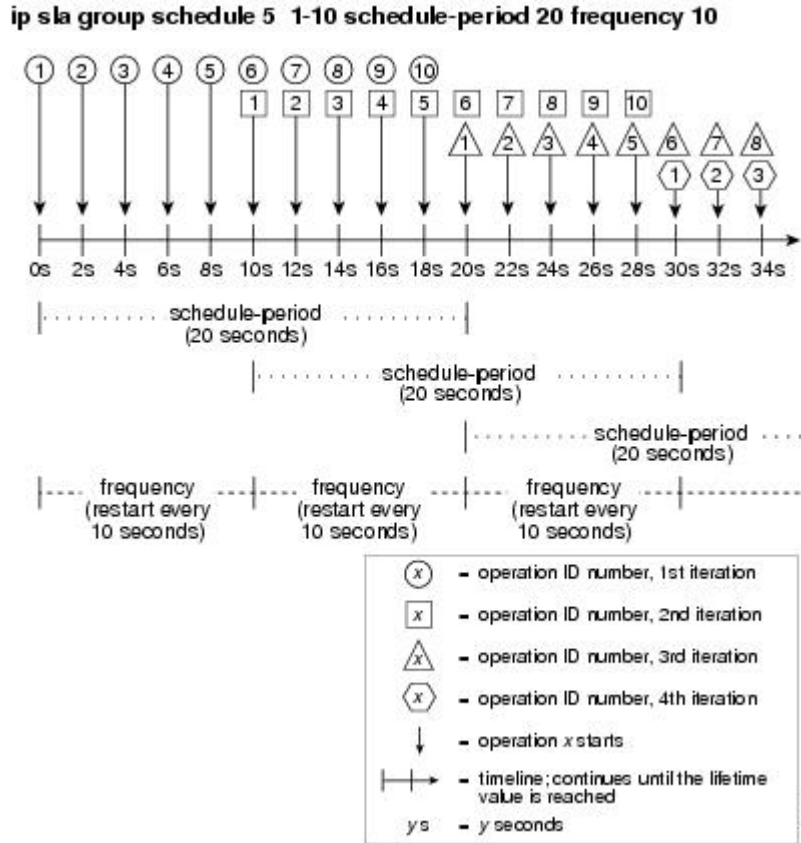 ip sla group schedule 5 1-10 schedule-period 20 frequency 10
1 2 3 4 5 6 7 8 9 10
1 2 3 4 5 6 7 8 9 10
1 2 3 4 5 6 7 8
1 2 3
0s 2s 4s 6s 8s 10s 12s 14s 16s 18s 20s 22s 24s 26s 28s 30s 32s 34s
schedule-period
(20 seconds)
schedule-period
(20 seconds)
schedule-period
(20 seconds)
frequency
(restart every
10 seconds)
frequency
(restart every
10 seconds)
frequency
(restart every
10 seconds)
x = operation ID number, 1st iteration
x = operation ID number, 2nd iteration
x = operation ID number, 3rd iteration
x = operation ID number, 4th iteration
= operation x starts
= timeline; continues until the lifetime
value is reached
y s = y seconds